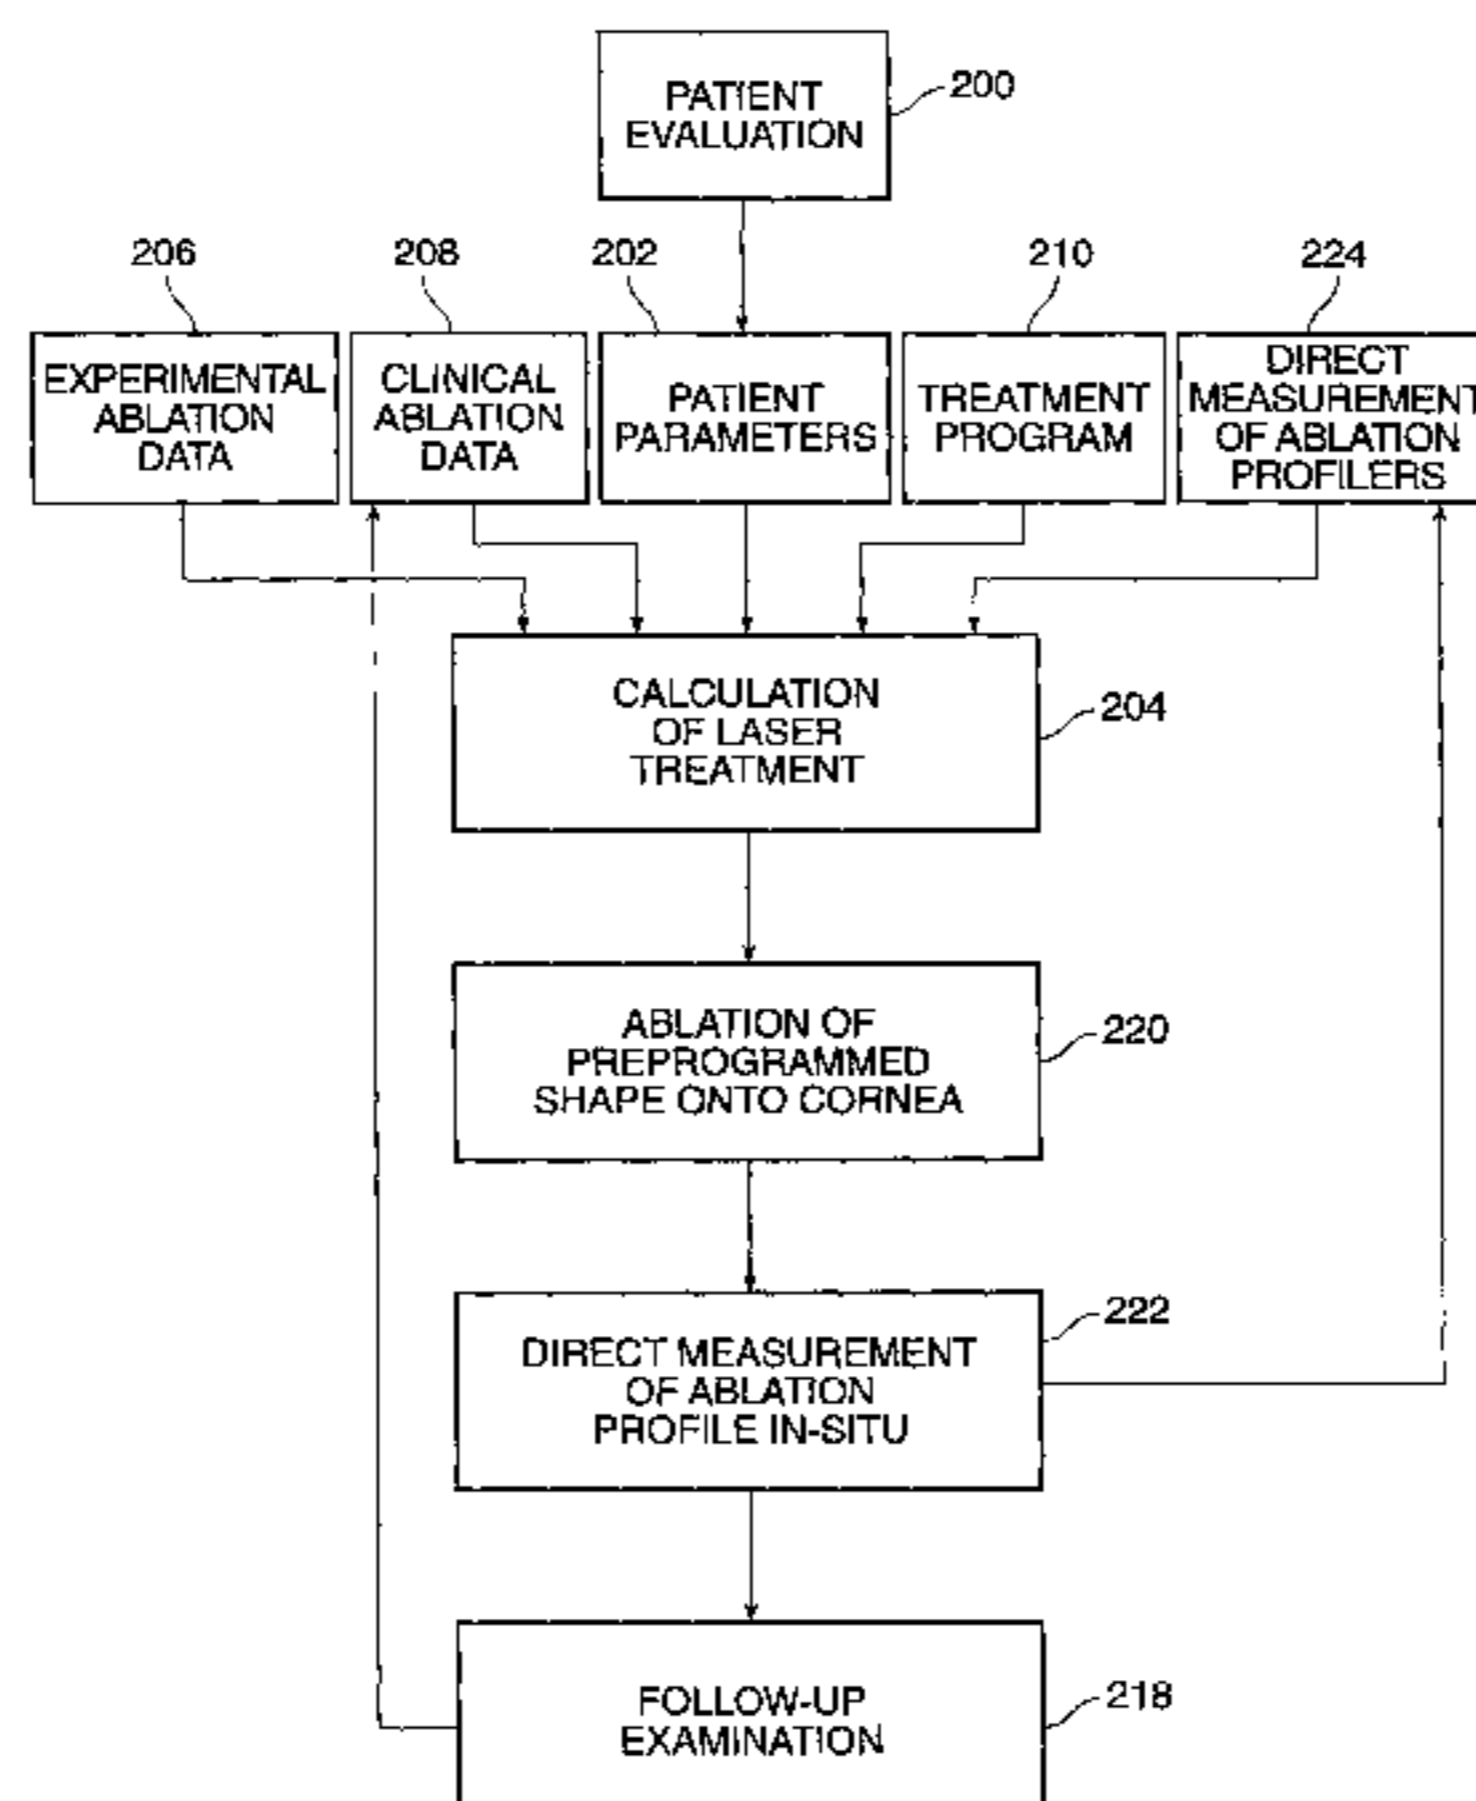 PATIENT
EVALUATION
200
206
208
202
210
224
EXPERIMENTAL
ABLATION
DATA
CLINICAL
ABLATION
DATA
PATIENT
PARAMETERS
TREATMENT
PROGRAM
DIRECT
MEASUREMENT
OF ABLATION
PROFILERS
CALCULATION
OF LASER
TREATMENT
204
ABLATION OF
PREPROGRAMMED
SHAPE ONTO CORNEA
220
DIRECT MEASUREMENT
OF ABLATION
PROFILE IN-SITU
222
FOLLOW-UP
EXAMINATION
218